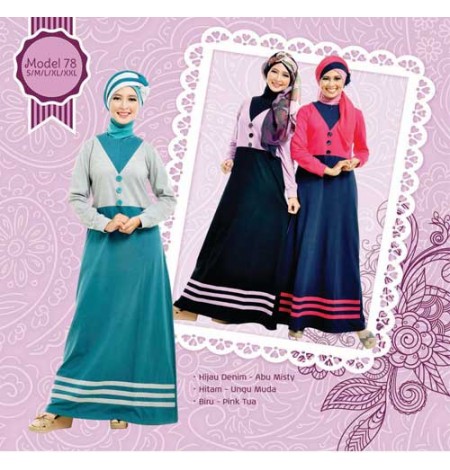 Model 78
S/M/L/XL/XXL
· Hijau Denim - Abu Misty
· Hitam - Ungu Muda
· Biru - Pink Tua